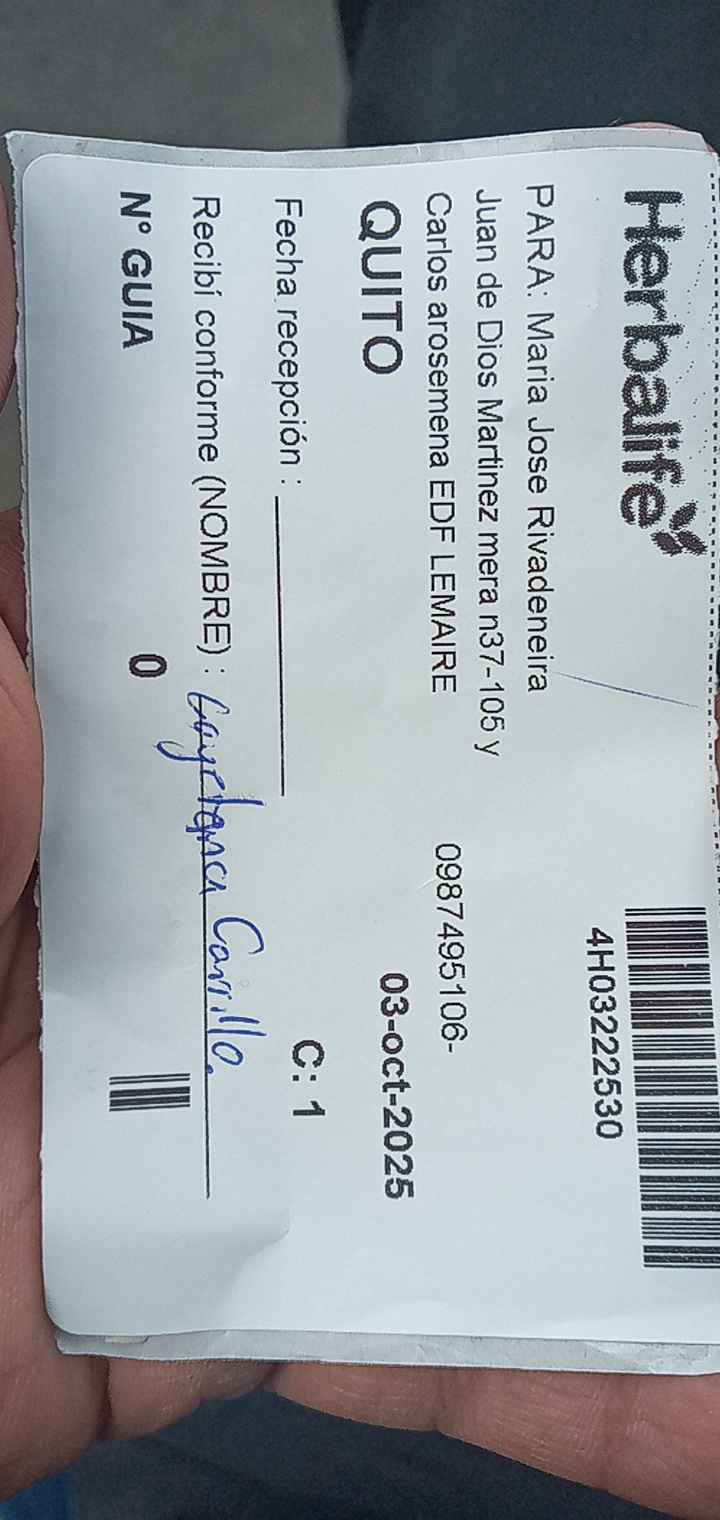 Herbalife
4H03222530
PARA: Maria Jose Rivadeneira
Juan de Dios Martinez mera n37-105 y
Carlos arosemena EDF LEMAIRE 0987495106-
QUITO 03-oct-2025
Fecha recepción : C: 1
Recibí conforme (NOMBRE) : Cayetana Carrillo.
N° GUIA 0